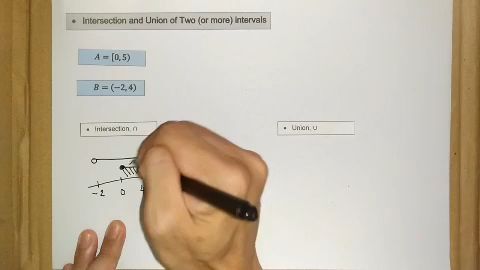 • Intersection and Union of Two (or more) intervals
A = [0, 5)
B = (−2, 4)
• Intersection, ∩
• Union, ∪
−2 0